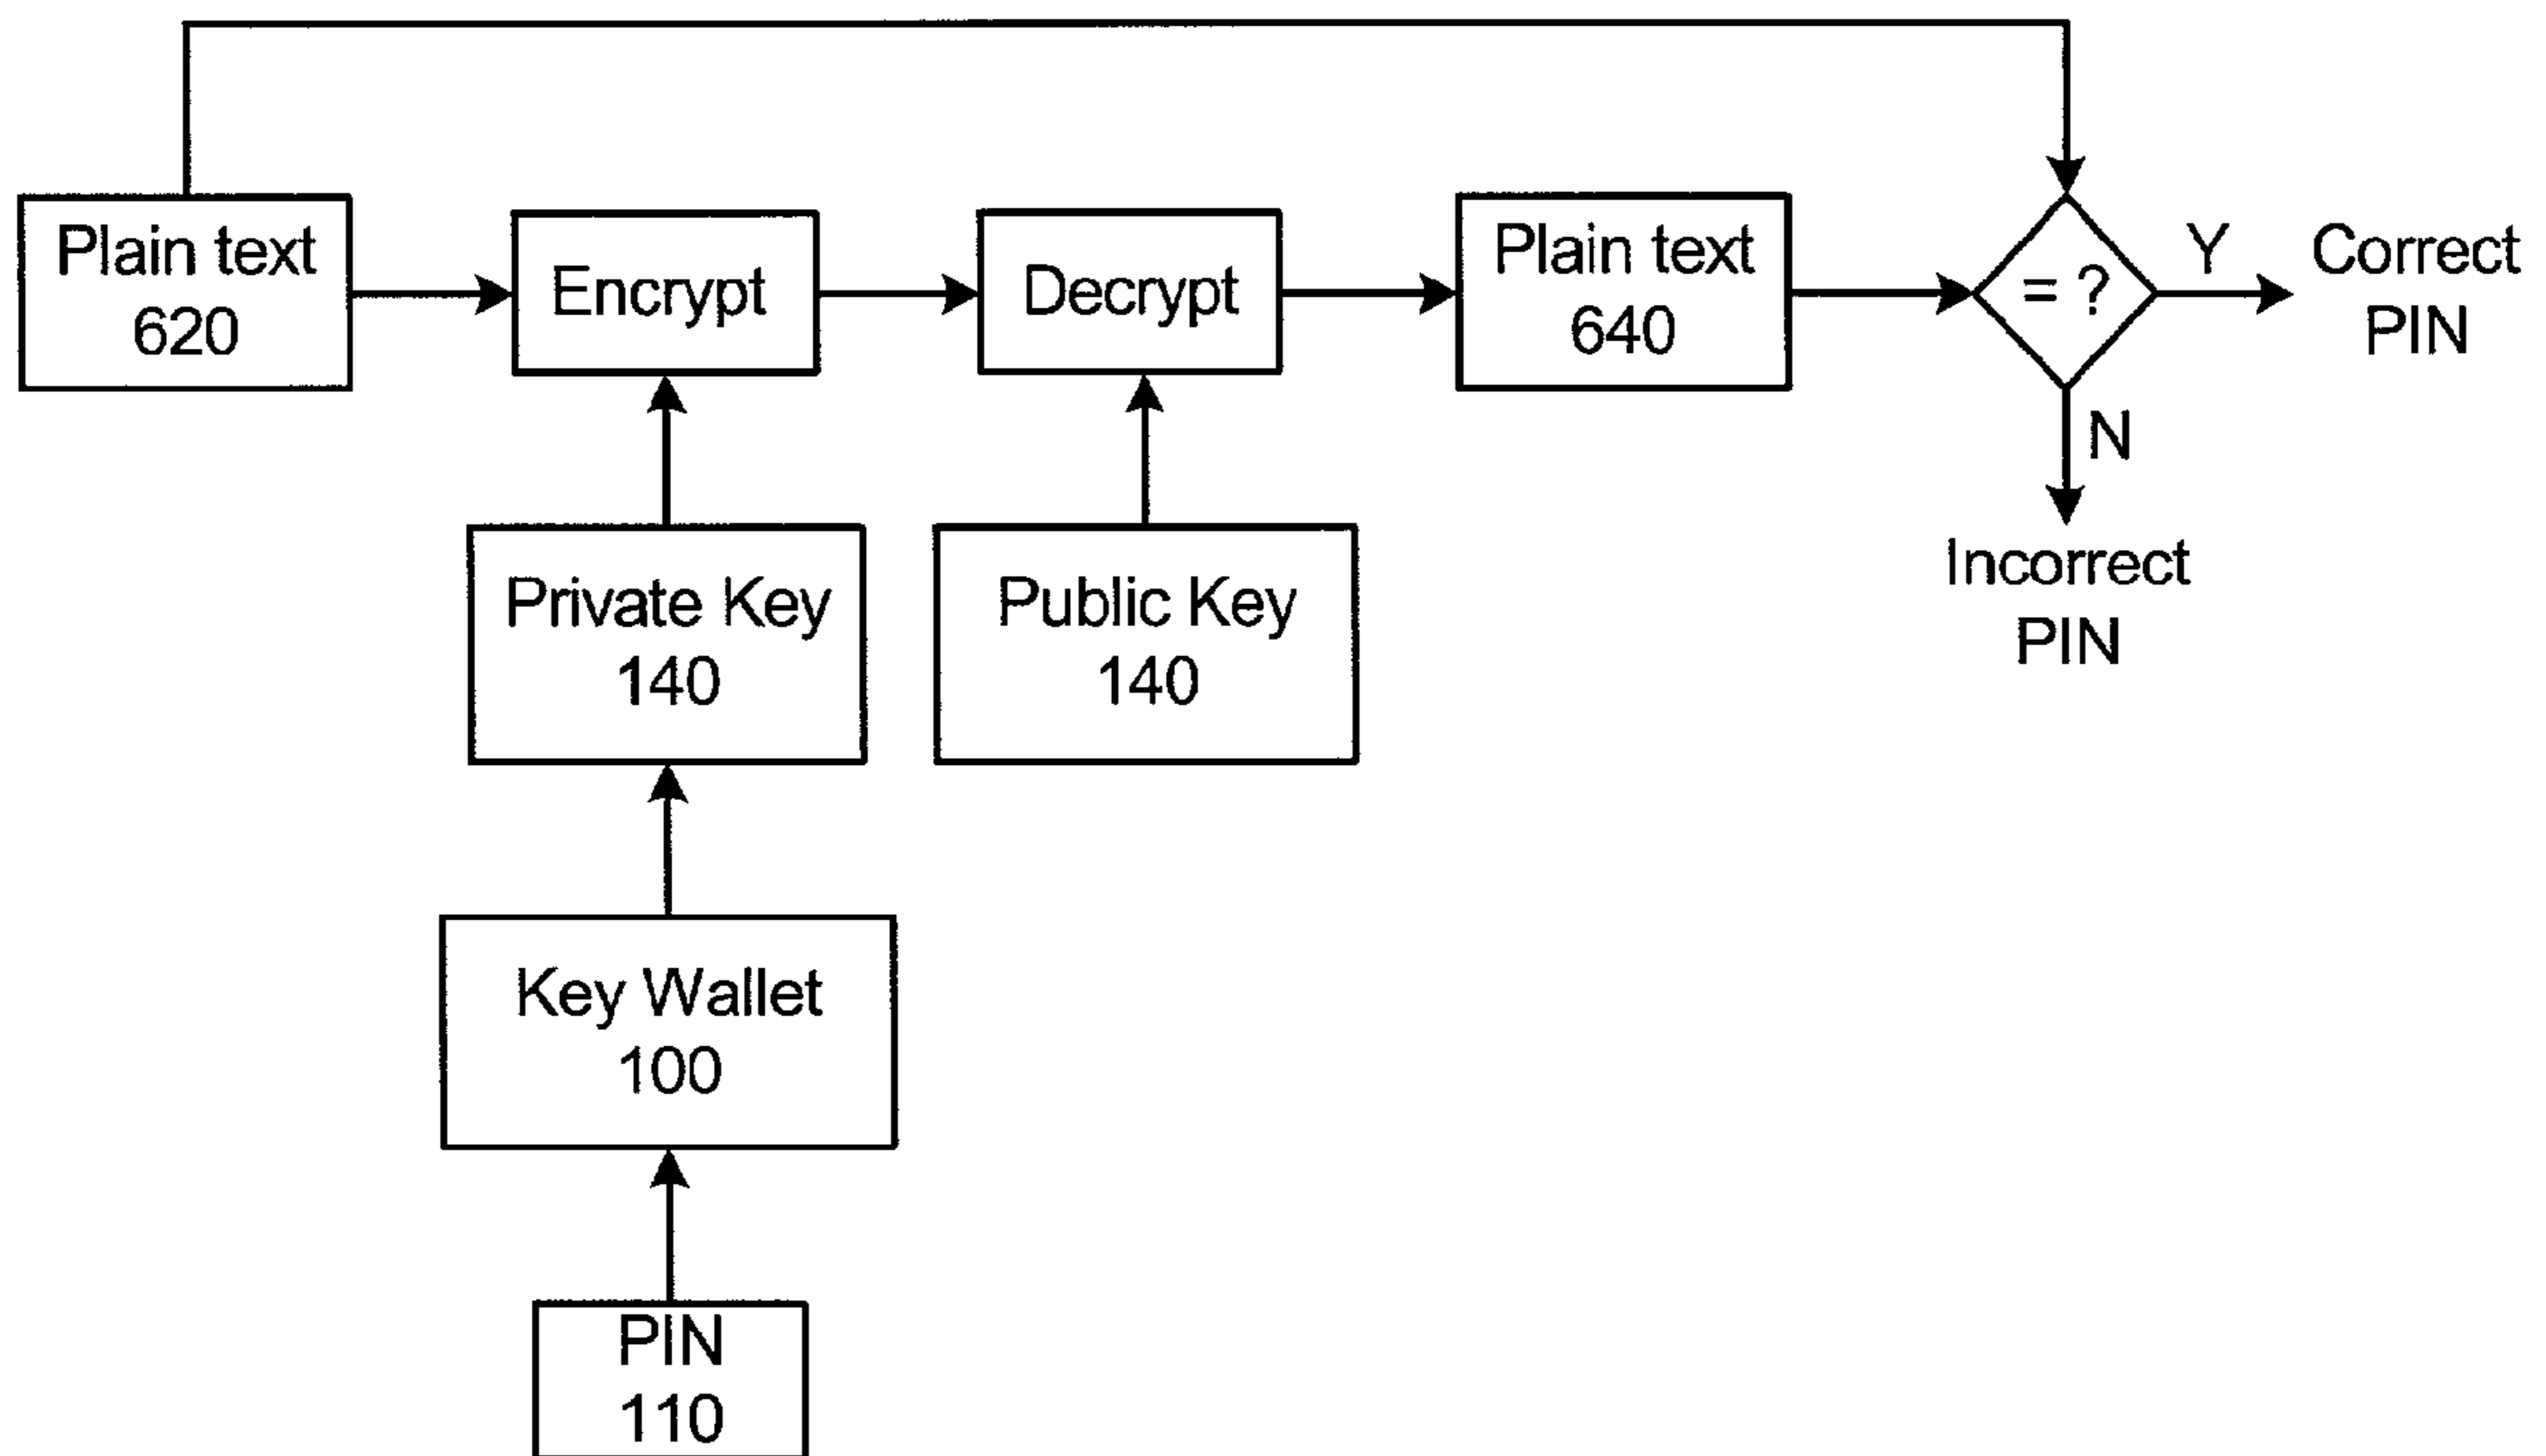 Plain text
620
Encrypt
Decrypt
Plain text
640
= ?
Y
Correct
PIN
N
Incorrect
PIN
Private Key
140
Public Key
140
Key Wallet
100
PIN
110